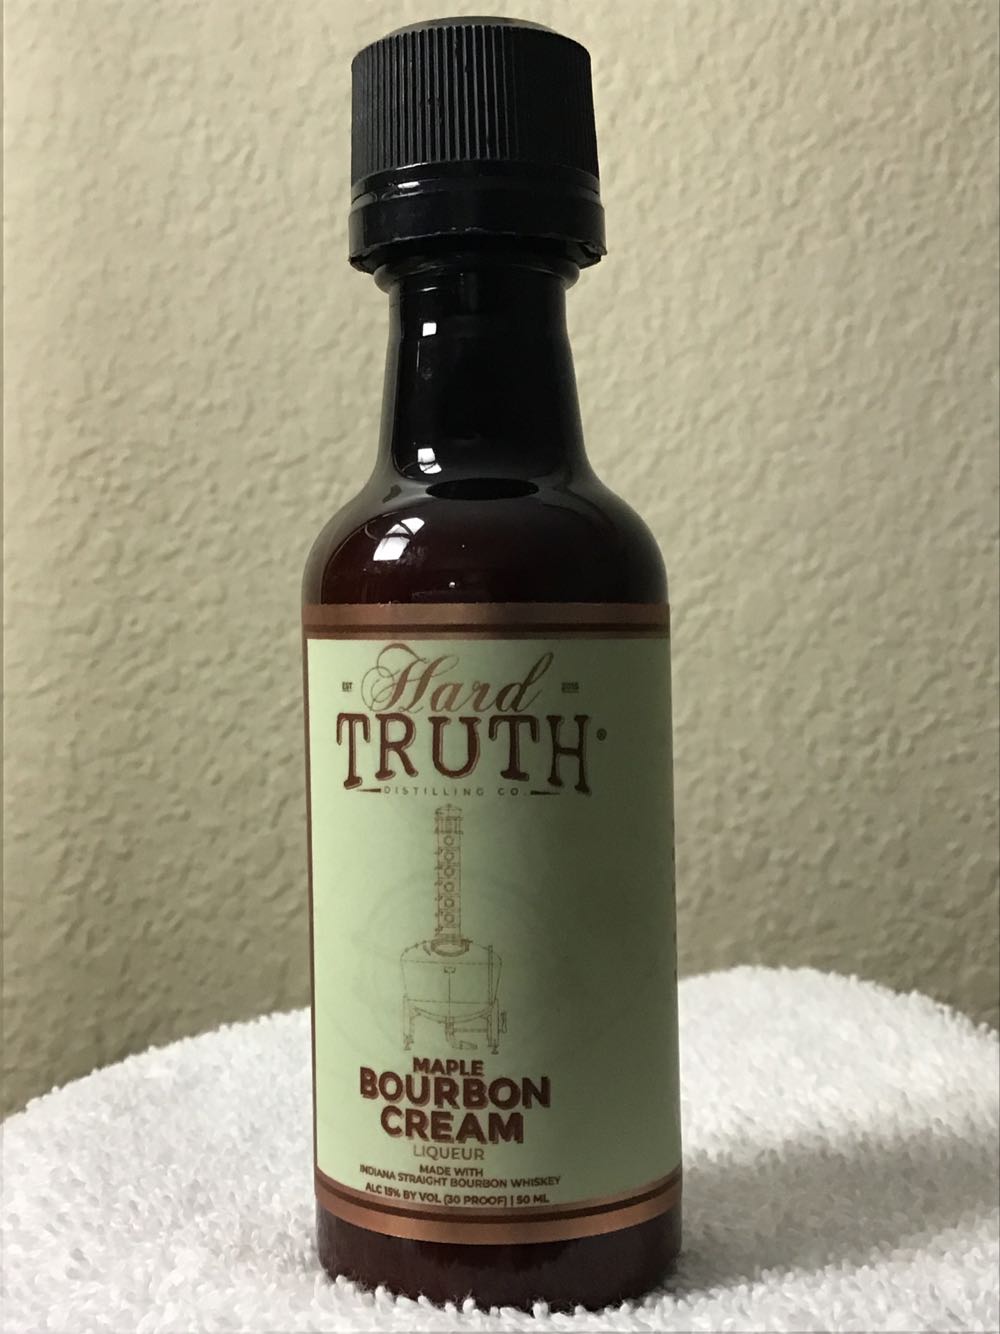 Hard
EST 2015
TRUTH®
DISTILLING CO.
MAPLE
BOURBON
CREAM
LIQUEUR
MADE WITH
INDIANA STRAIGHT BOURBON WHISKEY
ALC 15% BY VOL (30 PROOF) | 50 ML